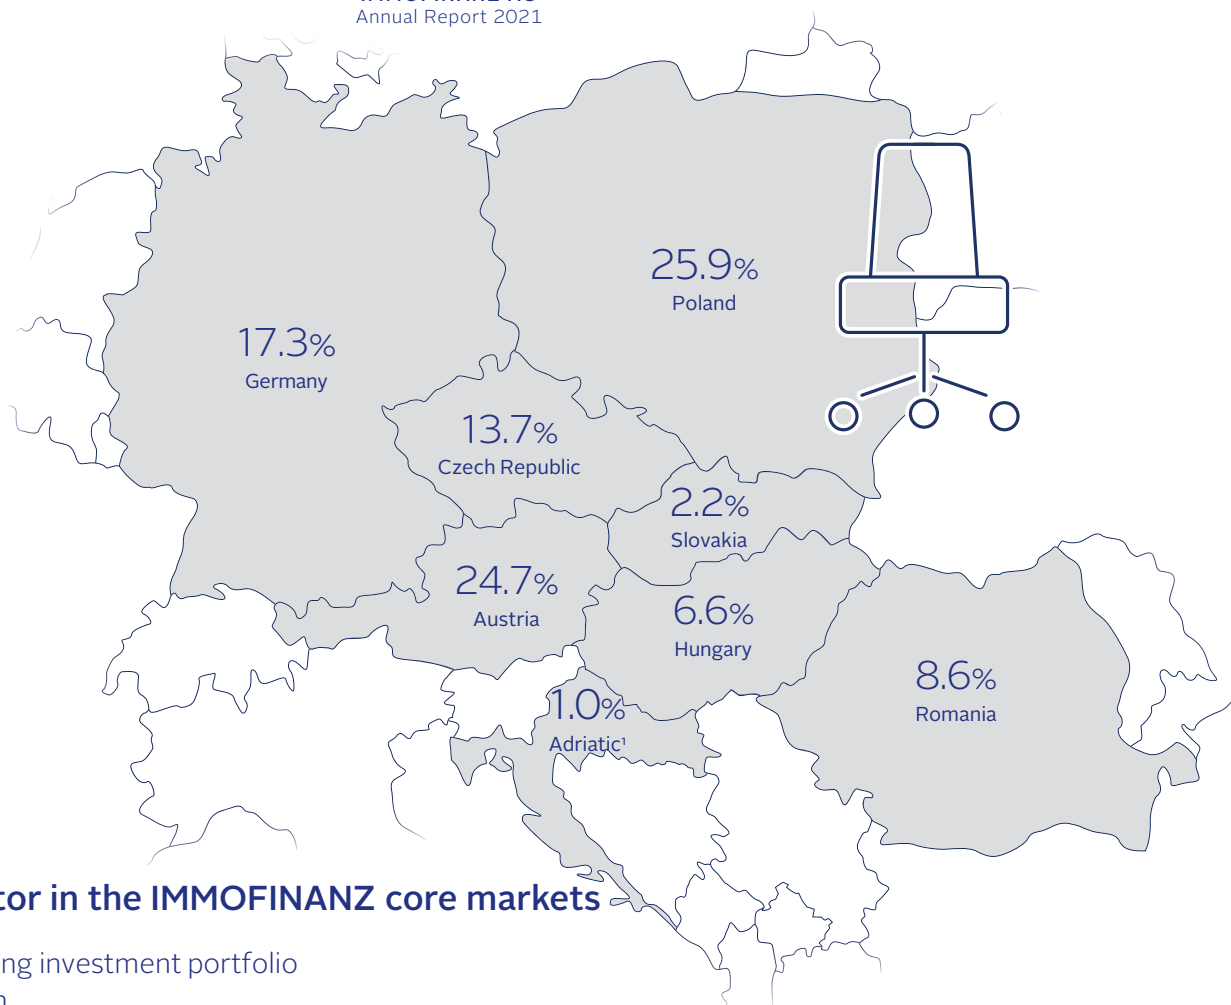 Annual Report 2021
25.9%
Poland
17.3%
Germany
13.7%
Czech Republic
2.2%
Slovakia
24.7%
Austria
6.6%
Hungary
8.6%
Romania
1.0%
Adriatic¹
tor in the IMMOFINANZ core markets
ng investment portfolio